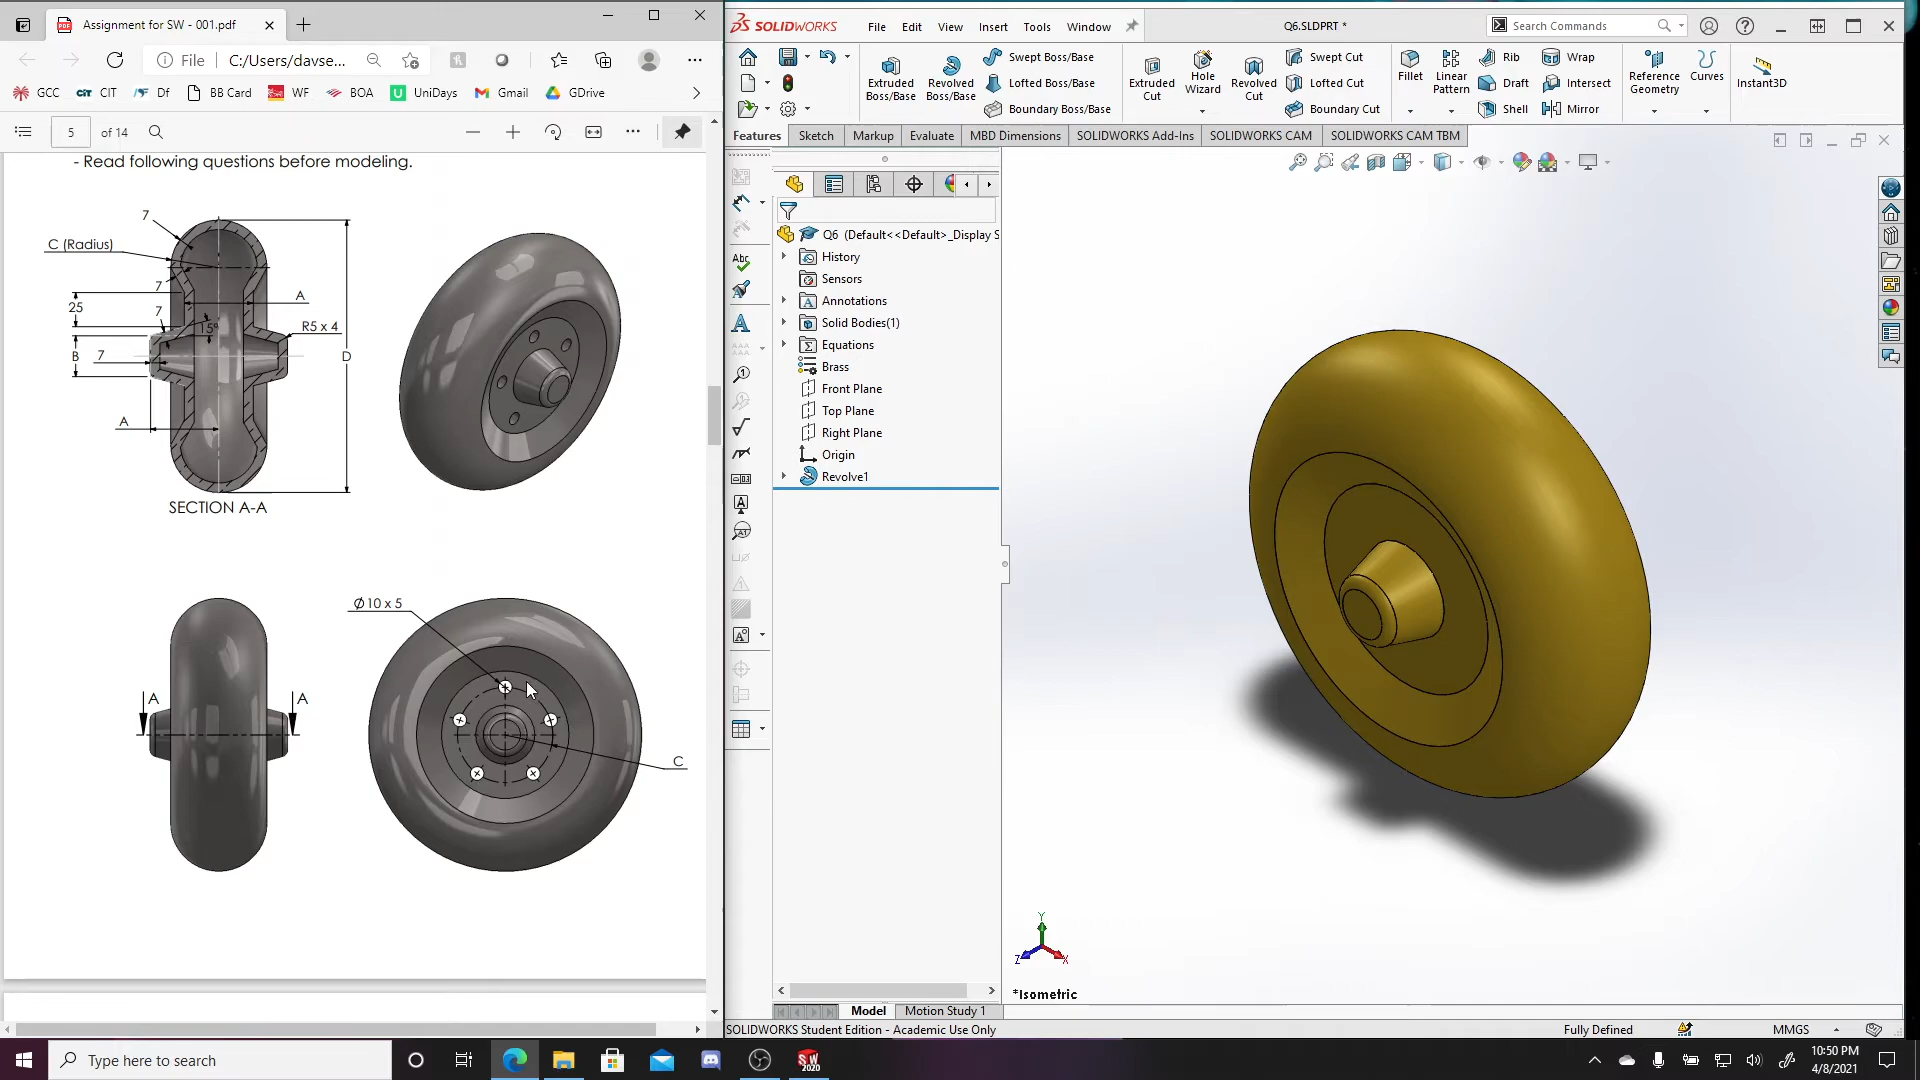 Assignment for SW - 001.pdf
File C:/Users/davse...
GCC CIT Df BB Card WF BOA UniDays Gmail GDrive
5 of 14
- Read following questions before modeling.
7
C (Radius)
7
A
25
7
15°
R5 x 4
B
7
D
A
SECTION A-A
Ø10 x 5
A A
C
SOLIDWORKS File Edit View Insert Tools Window
Q6.SLDPRT *
Search Commands
Extruded Boss/Base
Revolved Boss/Base
Swept Boss/Base
Lofted Boss/Base
Boundary Boss/Base
Extruded Cut
Hole Wizard
Revolved Cut
Swept Cut
Lofted Cut
Boundary Cut
Fillet
Linear Pattern
Rib
Draft
Shell
Wrap
Intersect
Mirror
Reference Geometry
Curves
Instant3D
Features Sketch Markup Evaluate MBD Dimensions SOLIDWORKS Add-Ins SOLIDWORKS CAM SOLIDWORKS CAM TBM
Q6 (Default<<Default>_Display S
History
Sensors
Annotations
Solid Bodies(1)
Equations
Brass
Front Plane
Top Plane
Right Plane
Origin
Revolve1
Abc
Y
Z X
*Isometric
Model Motion Study 1
SOLIDWORKS Student Edition - Academic Use Only
Fully Defined
MMGS
Type here to search
10:50 PM
4/8/2021